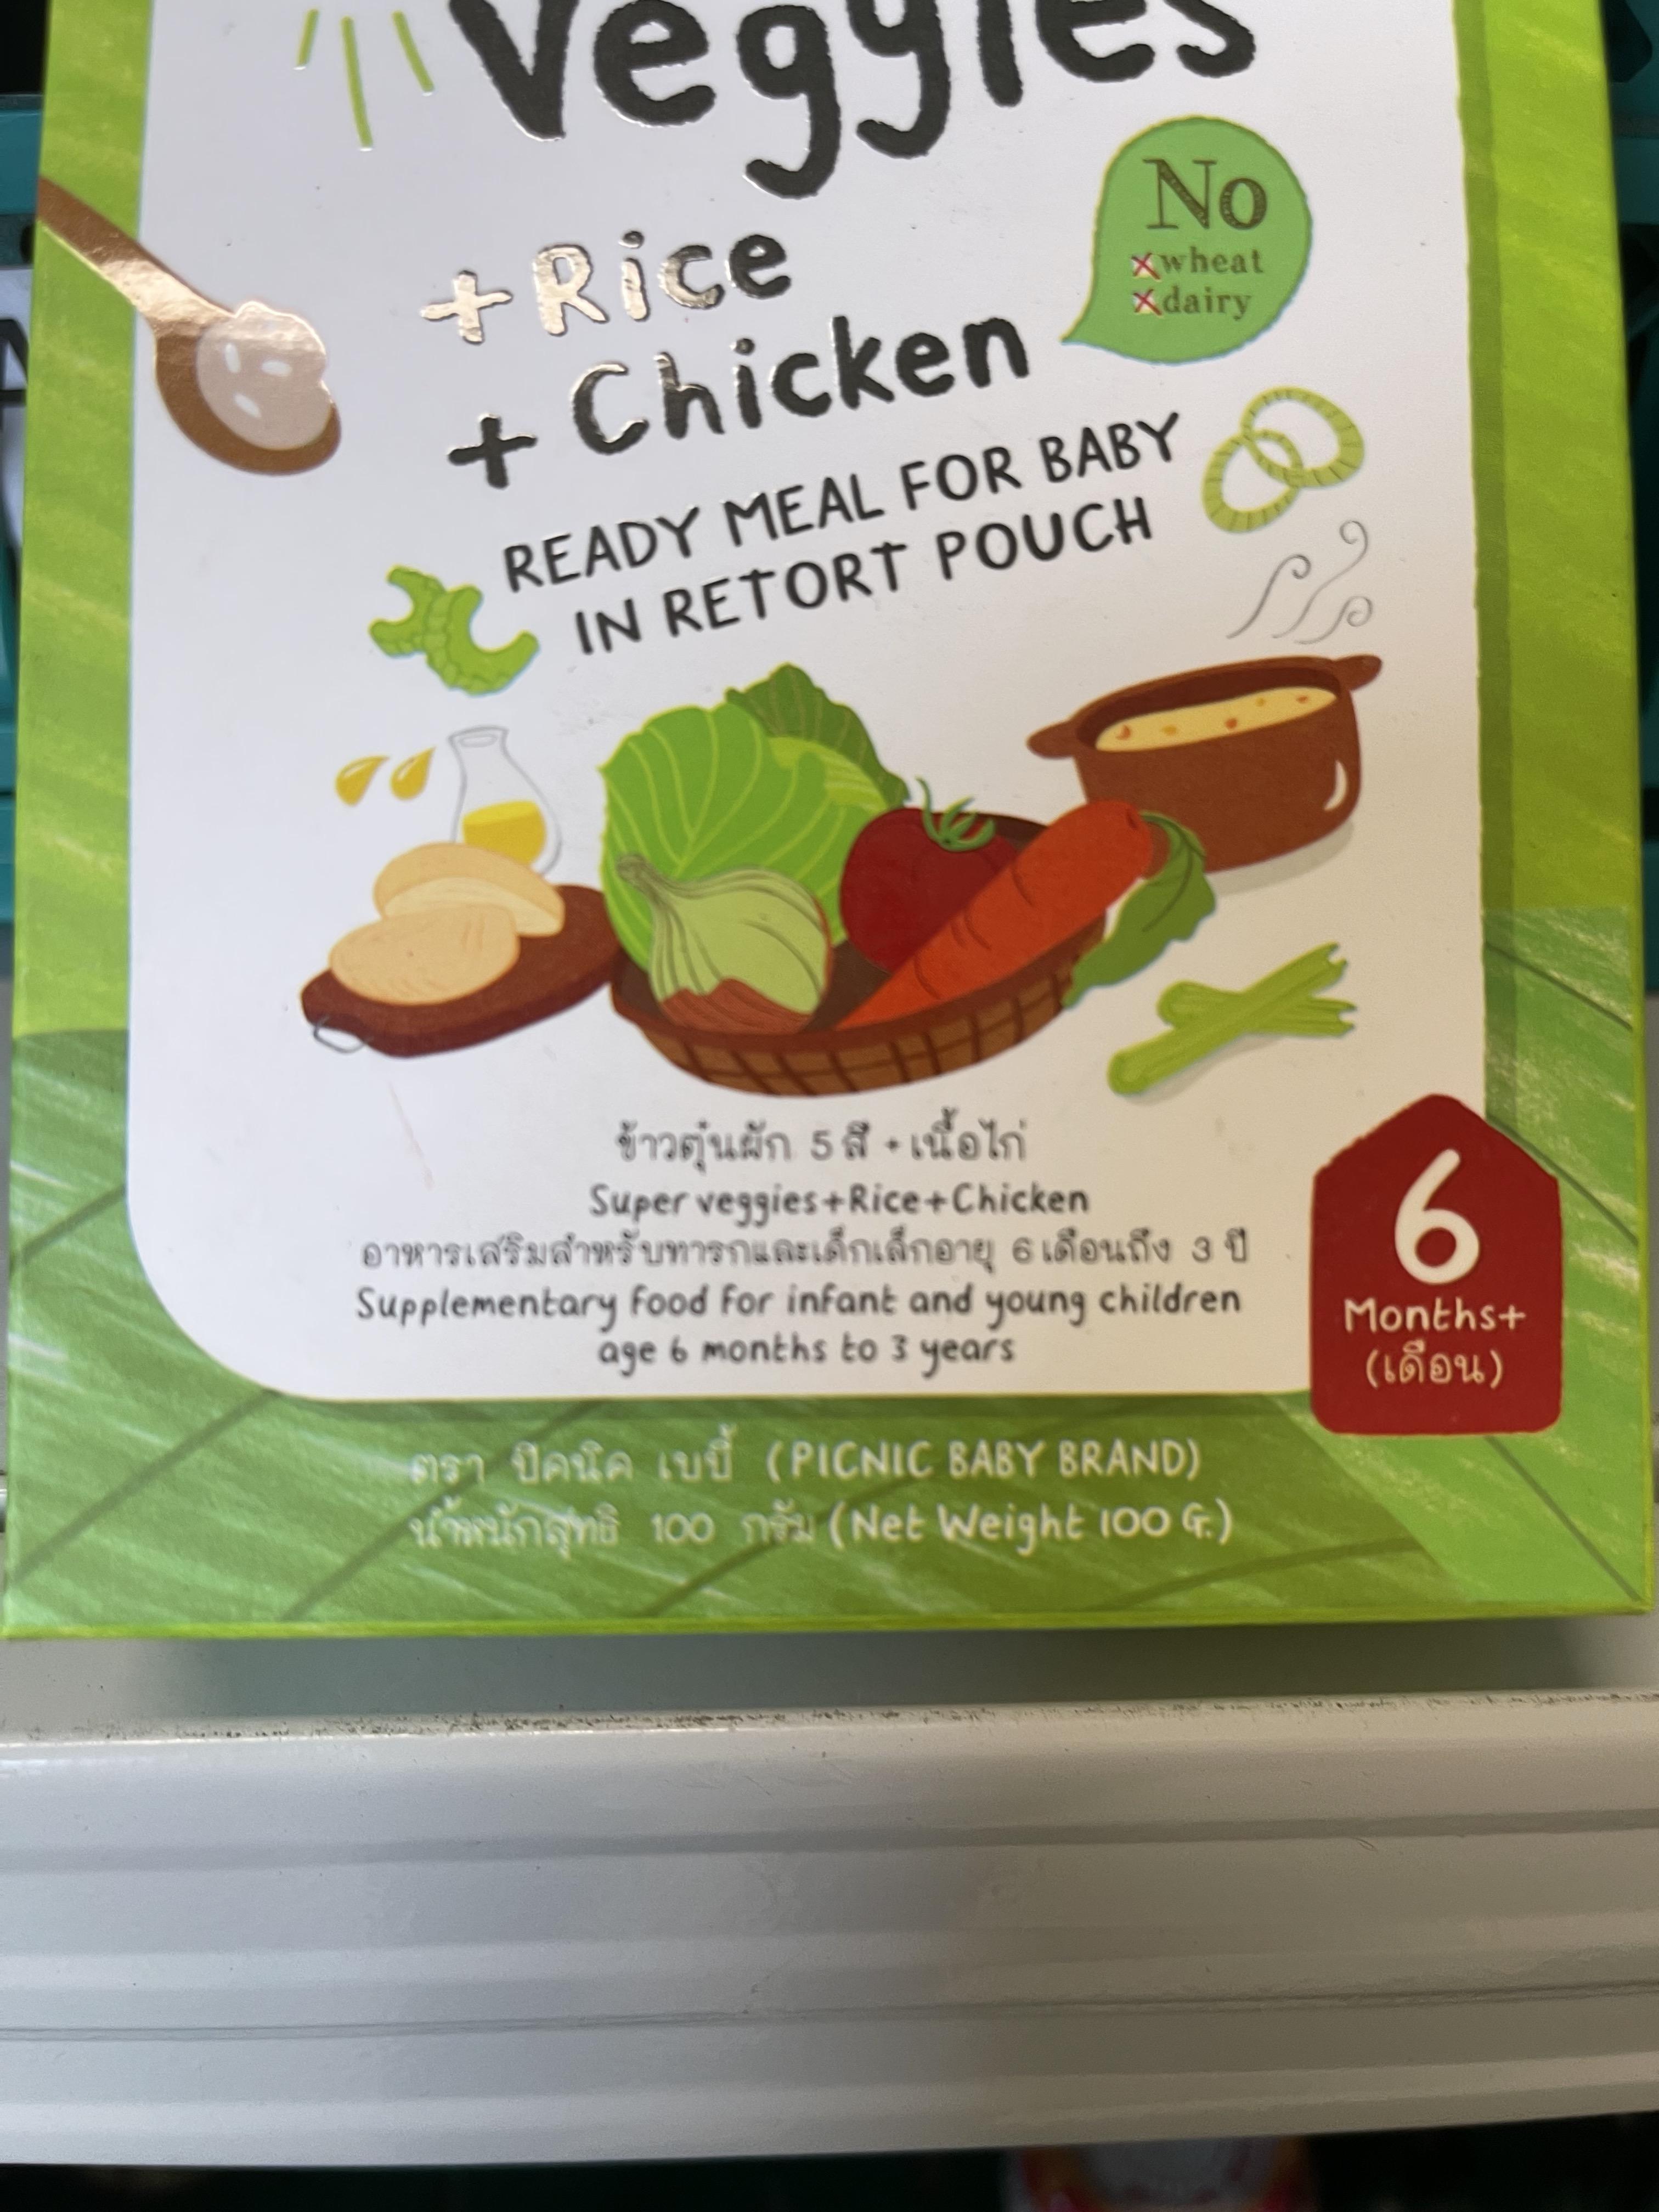 Veggies
No
xwheat
xdairy
+Rice
+Chicken
READY MEAL FOR BABY
IN RETORT POUCH
ข้าวตุ๋นผัก 5 สี + เนื้อไก่
Super veggies+Rice+Chicken
อาหารเสริมสำหรับทารกและเด็กเล็กอายุ 6 เดือนถึง 3 ปี
Supplementary food for infant and young children
age 6 months to 3 years
6
Months+
(เดือน)
ตรา ปิคนิค เบบี้ (PICNIC BABY BRAND)
น้ำหนักสุทธิ 100 กรัม (Net Weight 100 G.)